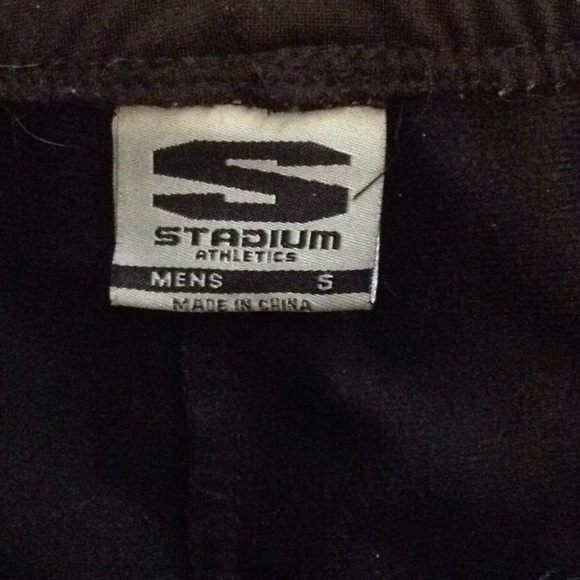 S
STADIUM
ATHLETICS
MENS S
MADE IN CHINA